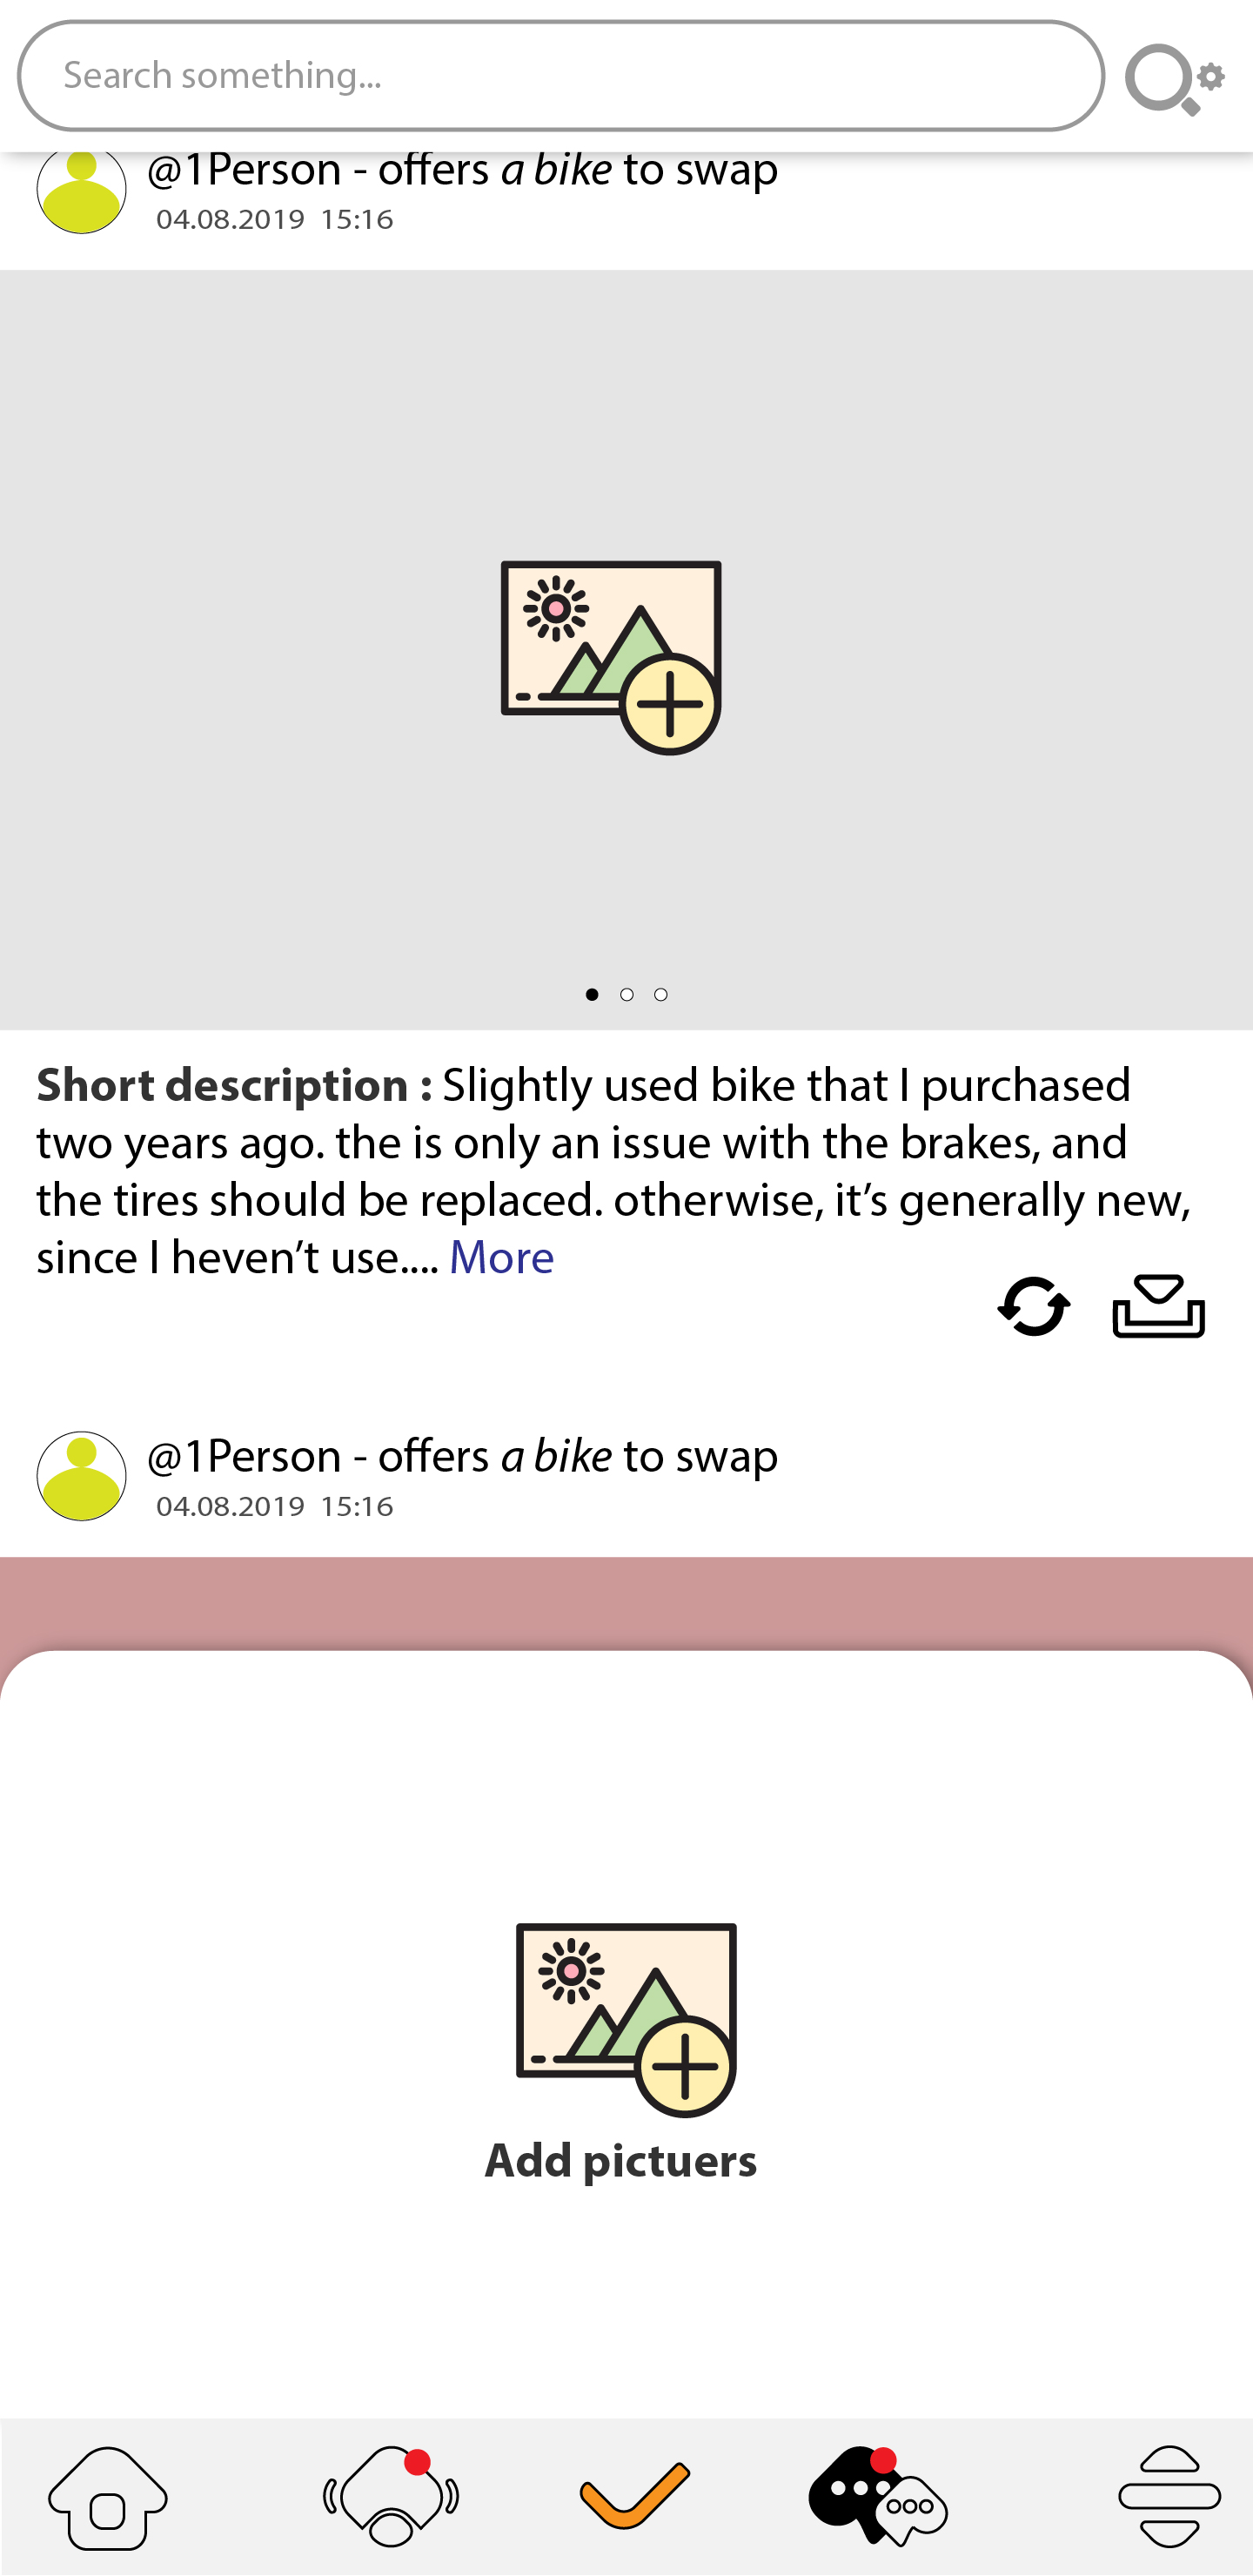 Search something...
@1Person - offers a bike to swap
04.08.2019 15:16
Short description : Slightly used bike that I purchased
two years ago. the is only an issue with the brakes, and
the tires should be replaced. otherwise, it’s generally new,
since I heven’t use.... More
@1Person - offers a bike to swap
04.08.2019 15:16
Add pictuers